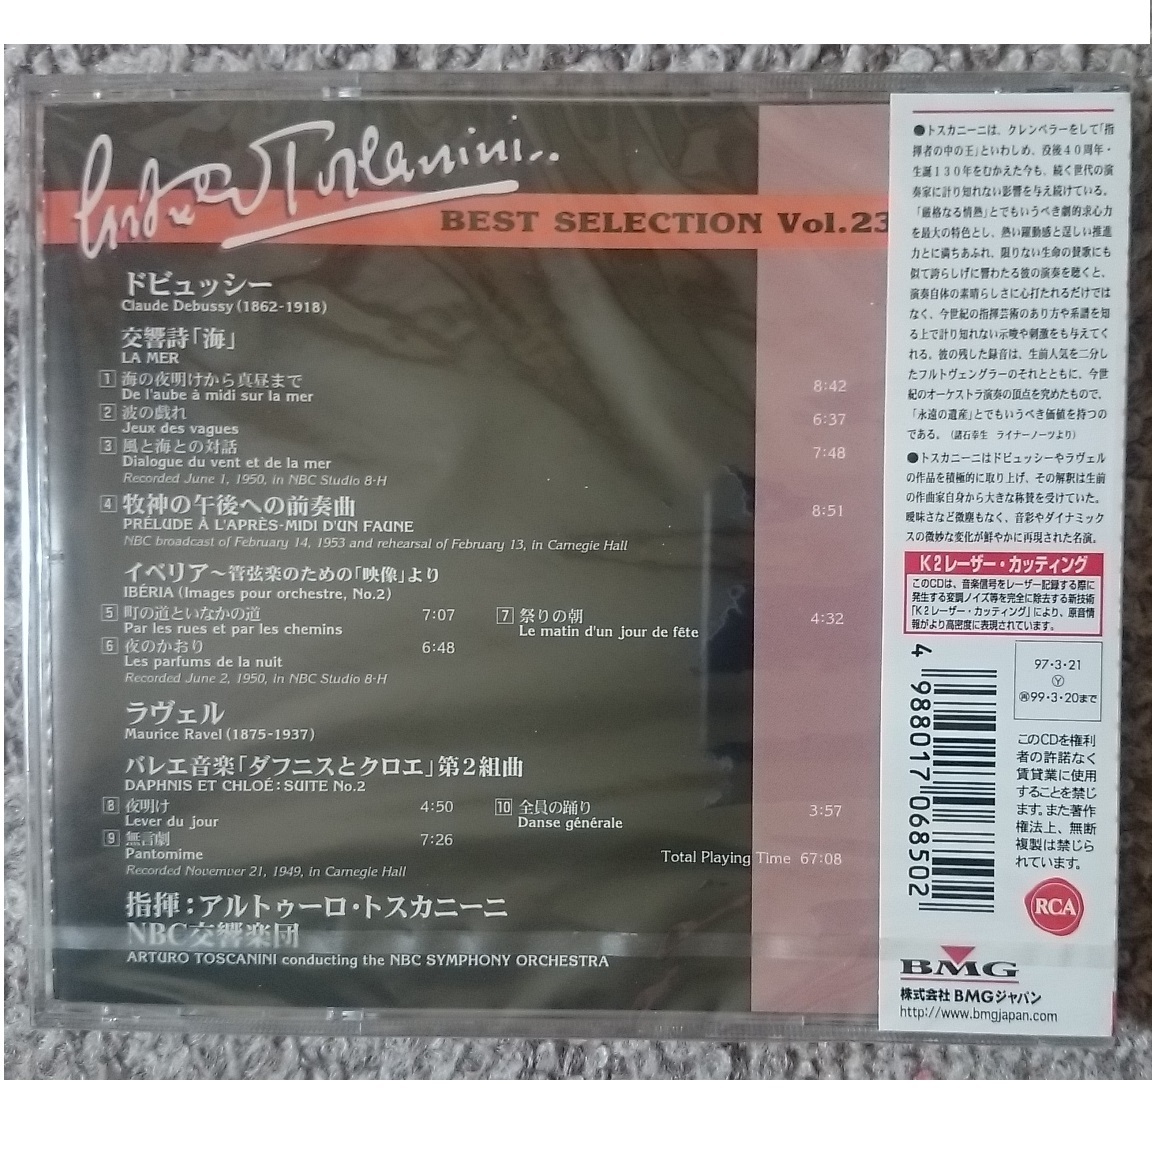 Arturo Toscanini
BEST SELECTION Vol.23
ドビュッシー
Claude Debussy (1862-1918)
交響詩「海」
LA MER
1 海の夜明けから真昼まで 8:42
De l'aube à midi sur la mer
2 波の戯れ 6:37
Jeux des vagues
3 風と海との対話 7:48
Dialogue du vent et de la mer
Recorded June 1, 1950, in NBC Studio 8-H
4 牧神の午後への前奏曲 8:51
PRÉLUDE À L'APRÈS-MIDI D'UN FAUNE
NBC broadcast of February 14, 1953 and rehearsal of February 13, in Carnegie Hall
イベリア～管弦楽のための「映像」より
IBÉRIA (Images pour orchestre, No.2)
5 町の道といなかの道 7:07
Par les rues et par les chemins
6 夜のかおり 6:48
Les parfums de la nuit
7 祭りの朝 4:32
Le matin d'un jour de fête
Recorded June 2, 1950, in NBC Studio 8-H
ラヴェル
Maurice Ravel (1875-1937)
バレエ音楽「ダフニスとクロエ」第2組曲
DAPHNIS ET CHLOÉ: SUITE No.2
8 夜明け 4:50
Lever du jour
9 無言劇 7:26
Pantomime
10 全員の踊り 3:57
Danse générale
Recorded Novemver 21, 1949, in Carnegie Hall
Total Playing Time 67:08
指揮：アルトゥーロ・トスカニーニ
NBC交響楽団
ARTURO TOSCANINI conducting the NBC SYMPHONY ORCHESTRA
●トスカニーニは、クレンペラーをして「指
揮者の中の王」といわしめ、没後40周年・
生誕130年をむかえた今も、続く世代の演
奏家に計り知れない影響を与え続けている。
「厳格なる情熱」とでもいうべき劇的求心力
を最大の特色とし、熱い躍動感と逞しい推進
力とに満ちあふれ、限りない生命の賛歌にも
似て誇らしげに響わたる彼の演奏を聴くと、
演奏自体の素晴らしさに心打たれるだけでは
なく、今世紀の指揮芸術のあり方や系譜を知
る上で計り知れない示唆や刺激をも与えてく
れる。彼の残した録音は、生前人気を二分し
たフルトヴェングラーのそれとともに、今世
紀のオーケストラ演奏の頂点を究めたもので、
「永遠の遺産」とでもいうべき価値を持つの
である。（諸石幸生 ライナーノーツより）
●トスカニーニはドビュッシーやラヴェル
の作品を積極的に取り上げ、その解釈は生前
の作曲家自身から大きな称賛を受けていた。
曖昧さなど微塵もなく、音彩やダイナミック
スの微妙な変化が鮮やかに再現された名演。
K2レーザー・カッティング
このCDは、音楽信号をレーザー記録する際に
発生する変調ノイズ等を完全に除去する新技術
「K2レーザー・カッティング」により、原音情
報がより高密度に表現されています。
4 988017 068502
97・3・21
Ⓨ
㊢99・3・20まで
このCDを権利
者の許諾なく
賃貸業に使用
することを禁じ
ます。また著作
権法上、無断
複製は禁じら
れています。
RCA
BMG
株式会社 BMGジャパン
http://www.bmgjapan.com